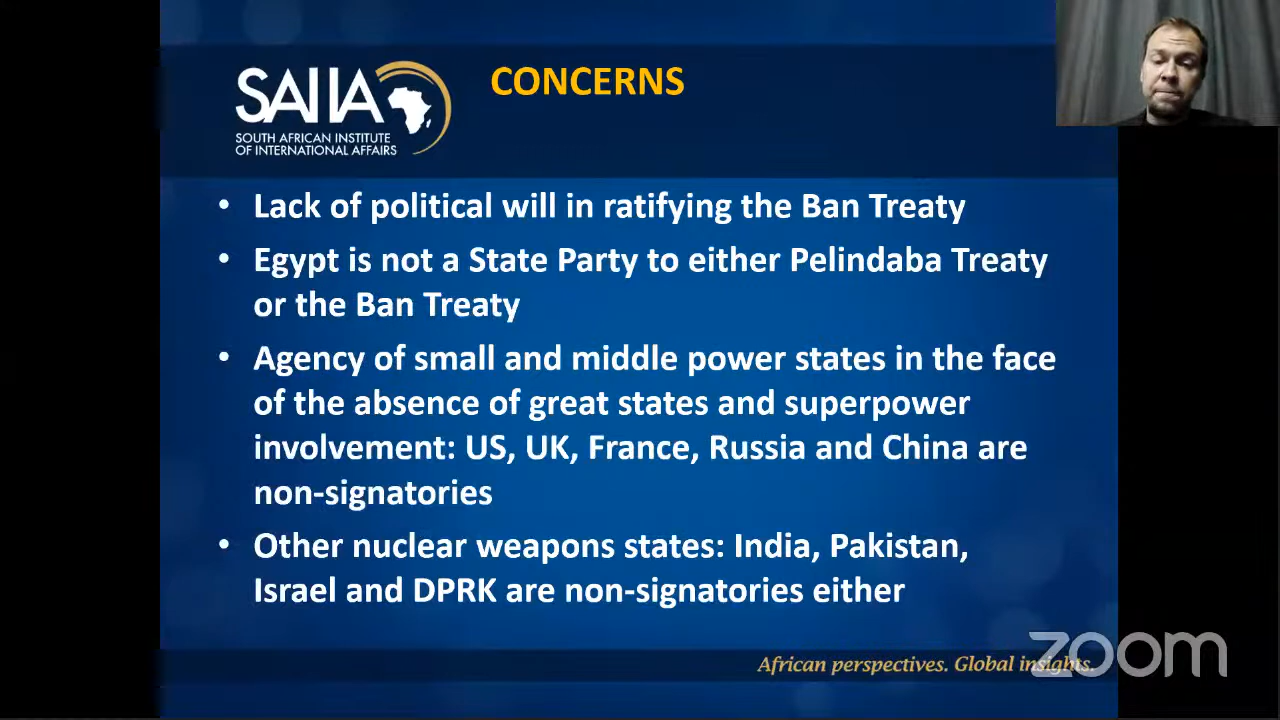 SAIIA
SOUTH AFRICAN INSTITUTE
OF INTERNATIONAL AFFAIRS
CONCERNS
• Lack of political will in ratifying the Ban Treaty
• Egypt is not a State Party to either Pelindaba Treaty
or the Ban Treaty
• Agency of small and middle power states in the face
of the absence of great states and superpower
involvement: US, UK, France, Russia and China are
non-signatories
• Other nuclear weapons states: India, Pakistan,
Israel and DPRK are non-signatories either
African perspectives. Global insights.
zoom